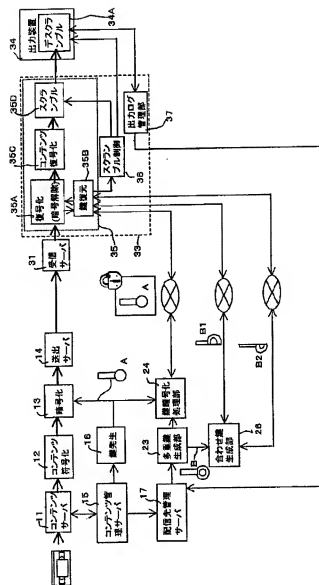 11
コンテンツ
サーバ
12
コンテンツ
符号化
13
暗号化
14
送出サーバ
31
受信サーバ
35A
復号化
(暗号解除)
35C
コンテンツ
復号化
35D
スクランブル
34
出力装置
34A
デスクランブル
35B
鍵復元
35
33
スクランブル制御
36
出力ログ
管理部
37
15
コンテンツ管
理サーバ
16
鍵発生
A
A
17
配信先管理
サーバ
23
多重鍵
生成部
24
鍵暗号化
処理部
B
B1
B2
合わせ鍵
生成部
26